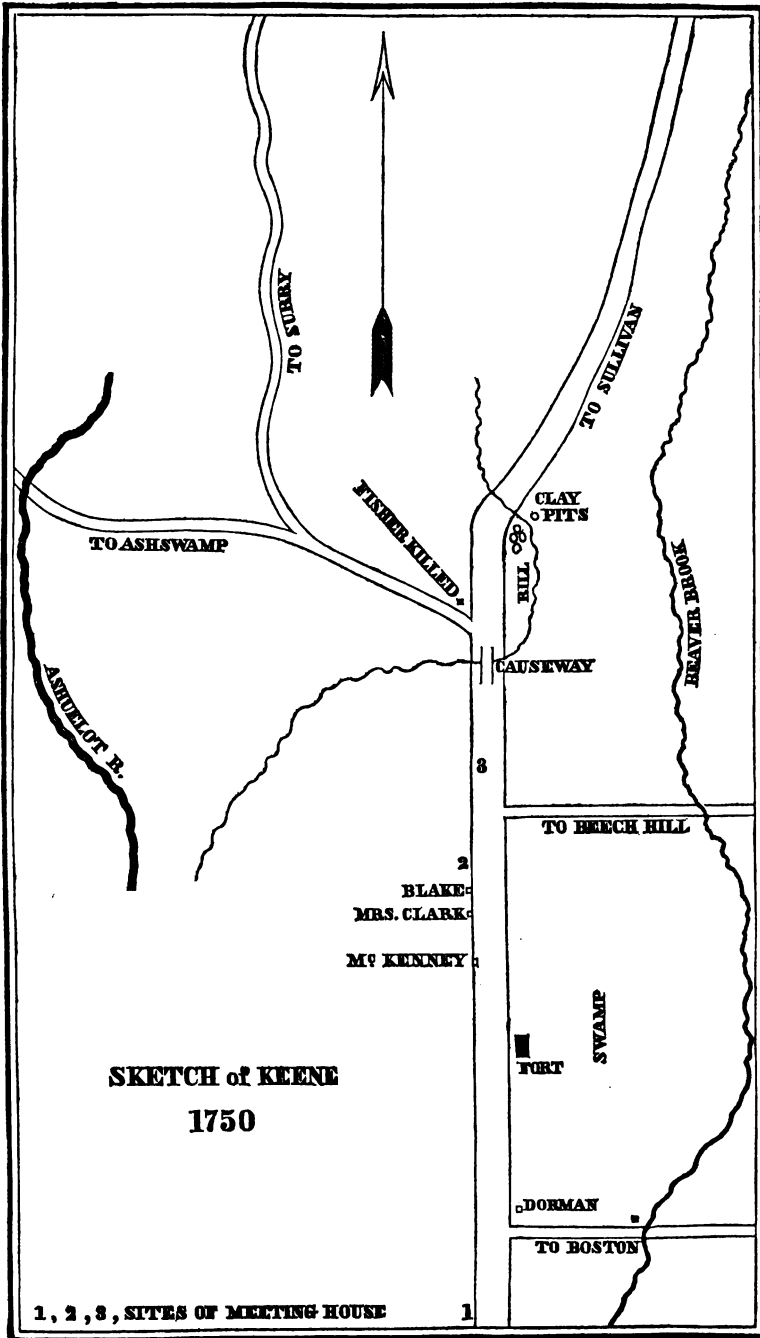 TO SURRY
TO SULLIVAN
FISHER KILLED.
CLAY
PITS
TO ASHSWAMP
RILL
BEAVER BROOK
ASHUELOT R.
CAUSEWAY
3
TO BEECH HILL
2
BLAKE
MRS. CLARK
Mc KENNEY
SWAMP
FORT
SKETCH of KEENE
1750
DORMAN
TO BOSTON
1, 2, 3, SITES OF MEETING HOUSE
1